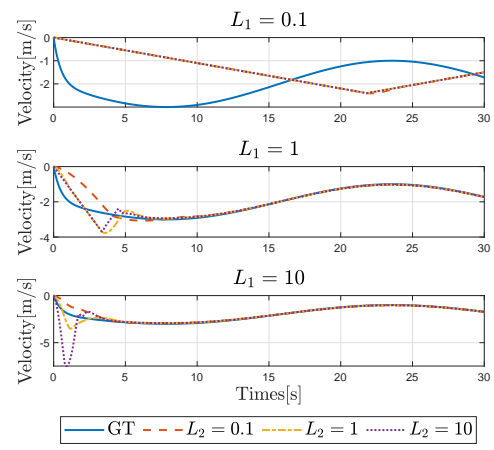 L₁ = 0.1
Velocity[m/s]
0
-1
-2
0 5 10 15 20 25 30
L₁ = 1
Velocity[m/s]
0
-2
-4
0 5 10 15 20 25 30
L₁ = 10
Velocity[m/s]
0
-5
0 5 10 15 20 25 30
Times[s]
GT L₂ = 0.1 L₂ = 1 L₂ = 10